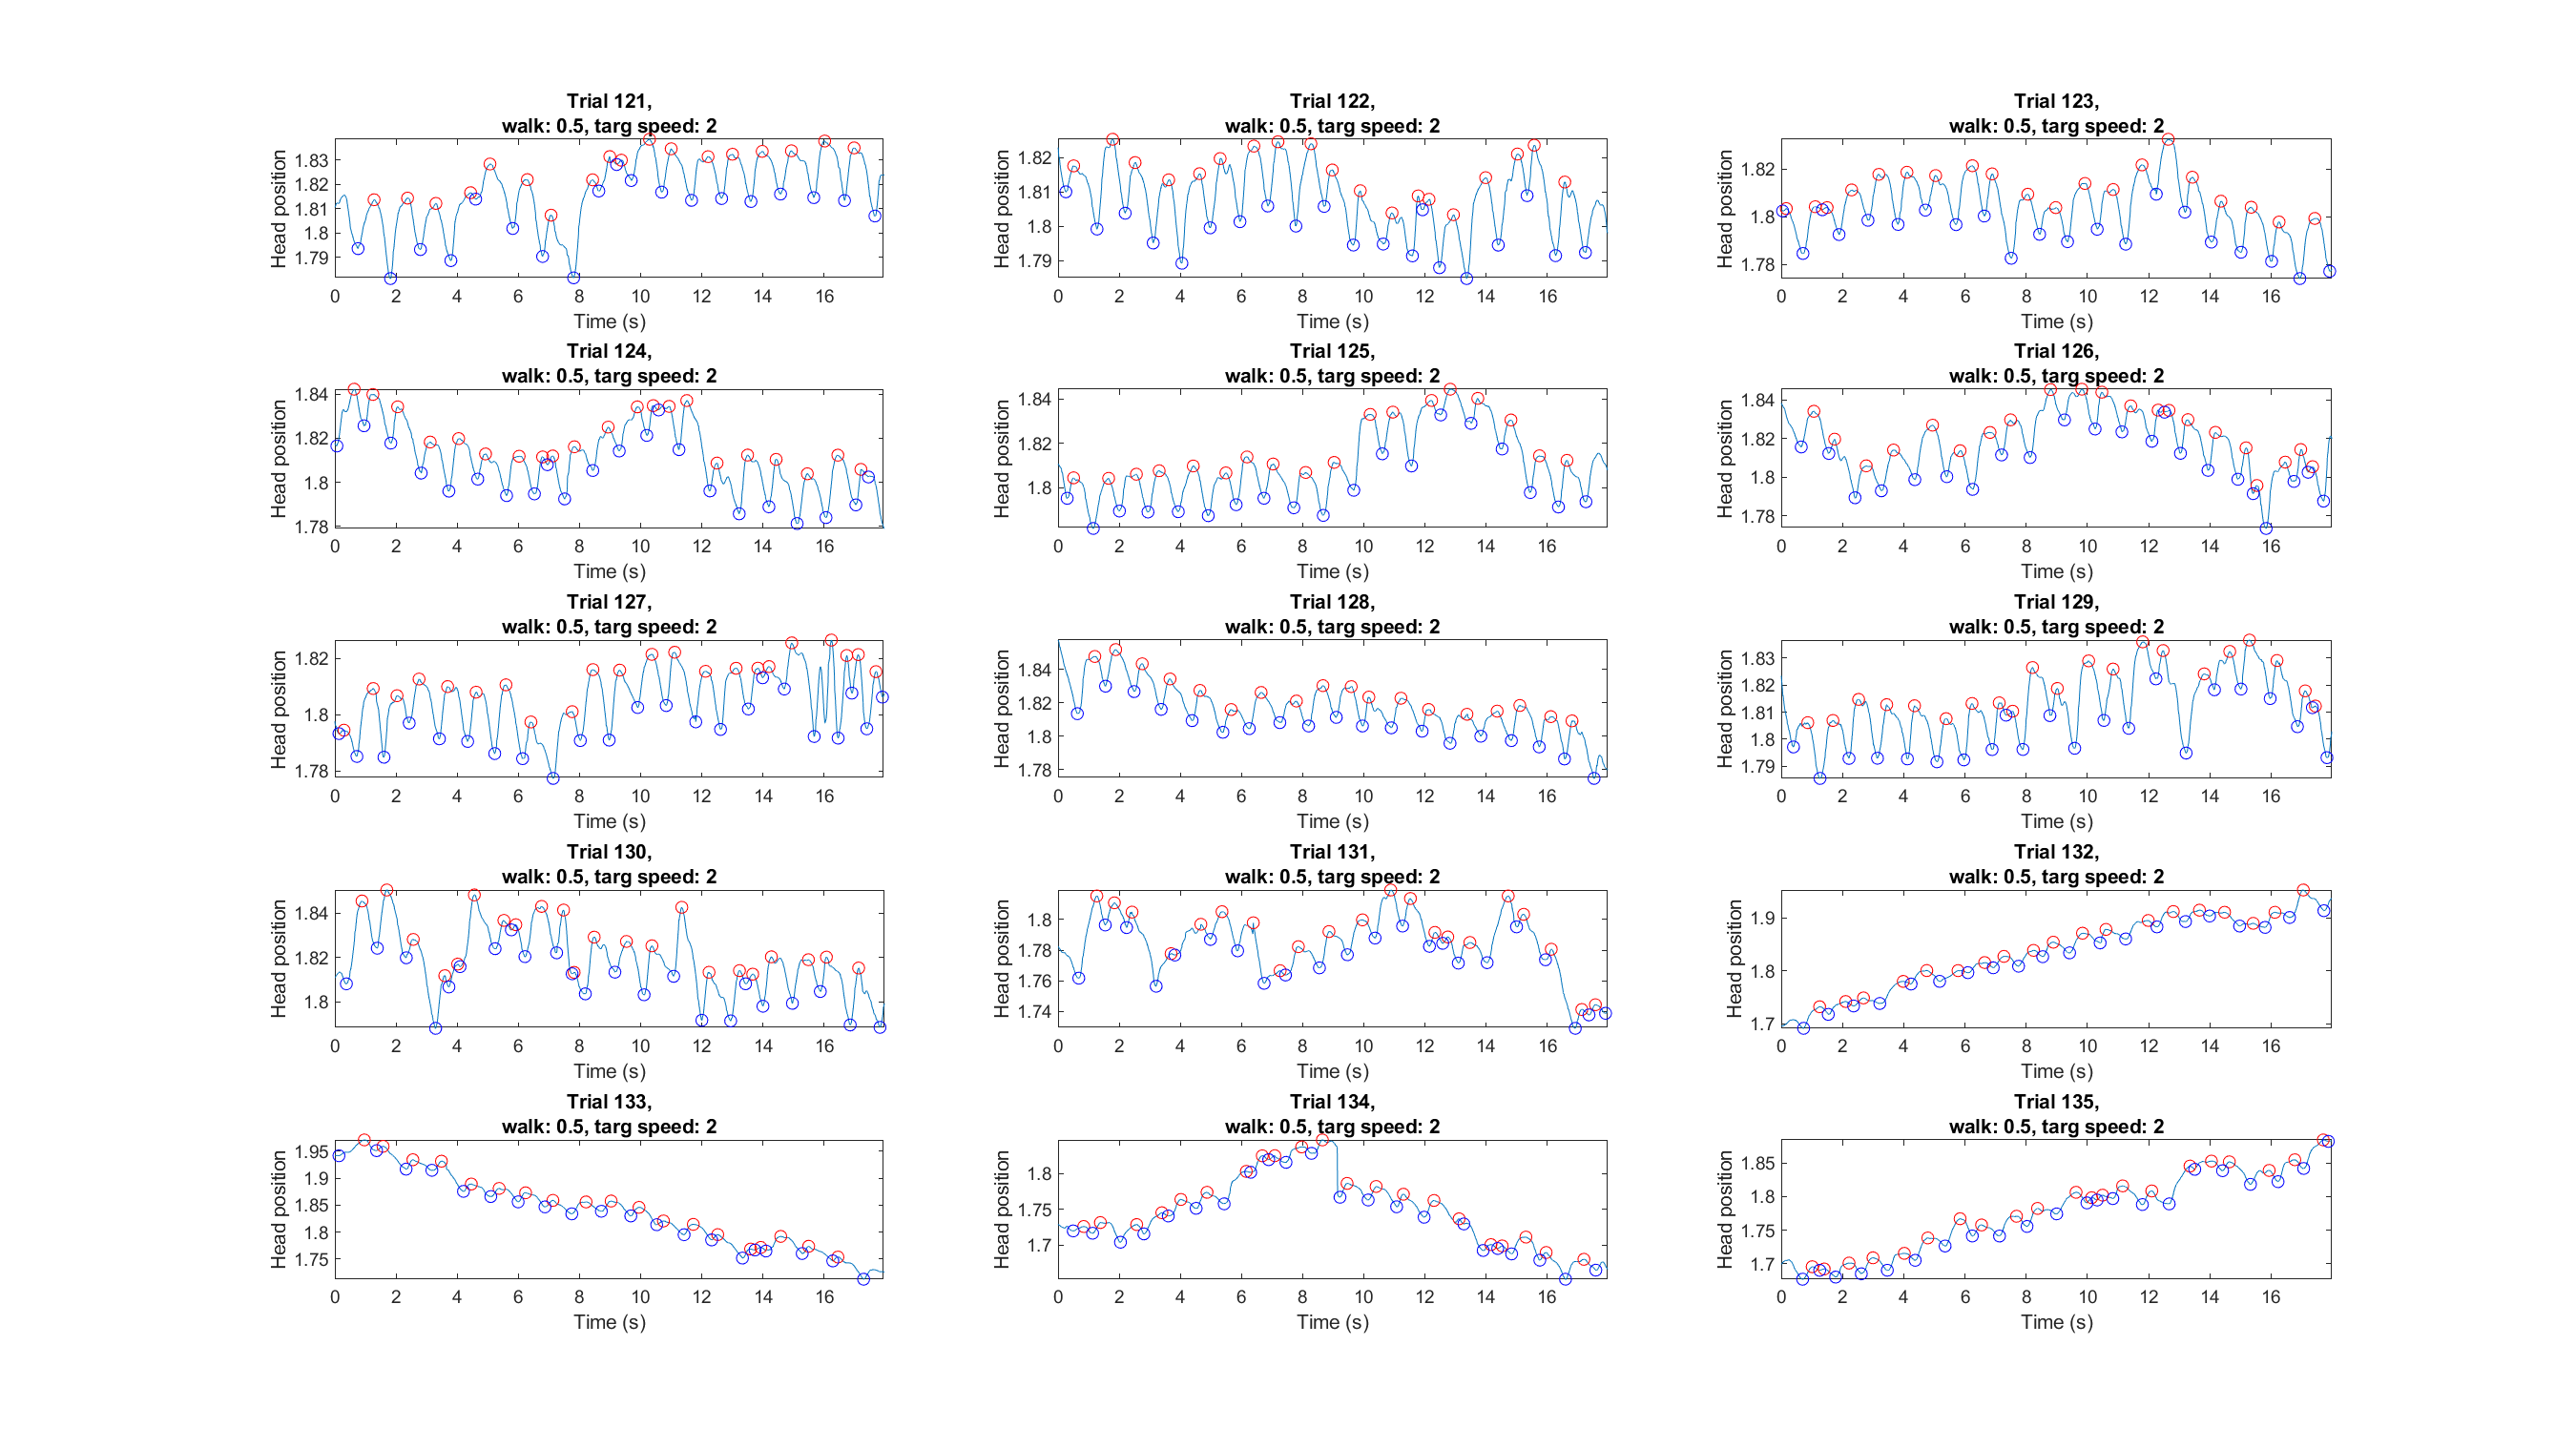 Trial 121,
walk: 0.5, targ speed: 2
Head position
1.83
1.82
1.81
1.8
1.79
0 2 4 6 8 10 12 14 16
Time (s)
Trial 122,
walk: 0.5, targ speed: 2
Head position
1.82
1.81
1.8
1.79
0 2 4 6 8 10 12 14 16
Time (s)
Trial 123,
walk: 0.5, targ speed: 2
Head position
1.82
1.8
1.78
0 2 4 6 8 10 12 14 16
Time (s)
Trial 124,
walk: 0.5, targ speed: 2
Head position
1.84
1.82
1.8
1.78
0 2 4 6 8 10 12 14 16
Time (s)
Trial 125,
walk: 0.5, targ speed: 2
Head position
1.84
1.82
1.8
0 2 4 6 8 10 12 14 16
Time (s)
Trial 126,
walk: 0.5, targ speed: 2
Head position
1.84
1.82
1.8
1.78
0 2 4 6 8 10 12 14 16
Time (s)
Trial 127,
walk: 0.5, targ speed: 2
Head position
1.82
1.8
1.78
0 2 4 6 8 10 12 14 16
Time (s)
Trial 128,
walk: 0.5, targ speed: 2
Head position
1.84
1.82
1.8
1.78
0 2 4 6 8 10 12 14 16
Time (s)
Trial 129,
walk: 0.5, targ speed: 2
Head position
1.83
1.82
1.81
1.8
1.79
0 2 4 6 8 10 12 14 16
Time (s)
Trial 130,
walk: 0.5, targ speed: 2
Head position
1.84
1.82
1.8
0 2 4 6 8 10 12 14 16
Time (s)
Trial 131,
walk: 0.5, targ speed: 2
Head position
1.8
1.78
1.76
1.74
0 2 4 6 8 10 12 14 16
Time (s)
Trial 132,
walk: 0.5, targ speed: 2
Head position
1.9
1.8
1.7
0 2 4 6 8 10 12 14 16
Time (s)
Trial 133,
walk: 0.5, targ speed: 2
Head position
1.95
1.9
1.85
1.8
1.75
0 2 4 6 8 10 12 14 16
Time (s)
Trial 134,
walk: 0.5, targ speed: 2
Head position
1.8
1.75
1.7
0 2 4 6 8 10 12 14 16
Time (s)
Trial 135,
walk: 0.5, targ speed: 2
Head position
1.85
1.8
1.75
1.7
0 2 4 6 8 10 12 14 16
Time (s)